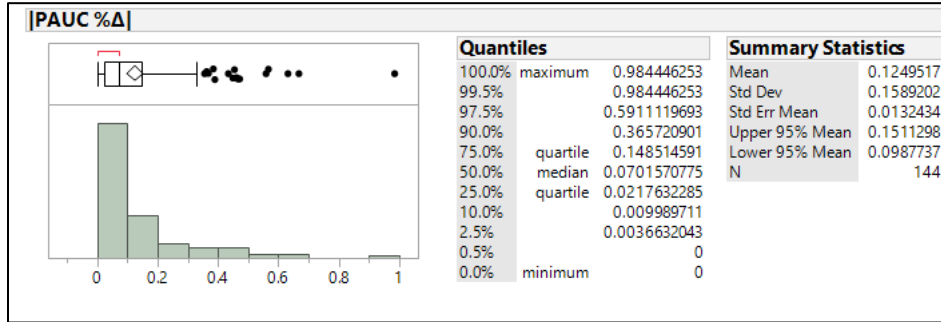 |PAUC %Δ|
Quantiles
100.0% maximum 0.984446253
99.5% 0.984446253
97.5% 0.5911119693
90.0% 0.365720901
75.0% quartile 0.148514591
50.0% median 0.0701570775
25.0% quartile 0.0217632285
10.0% 0.009989711
2.5% 0.0036632043
0.5% 0
0.0% minimum 0
Summary Statistics
Mean 0.1249517
Std Dev 0.1589202
Std Err Mean 0.0132434
Upper 95% Mean 0.1511298
Lower 95% Mean 0.0987737
N 144
0 0.2 0.4 0.6 0.8 1